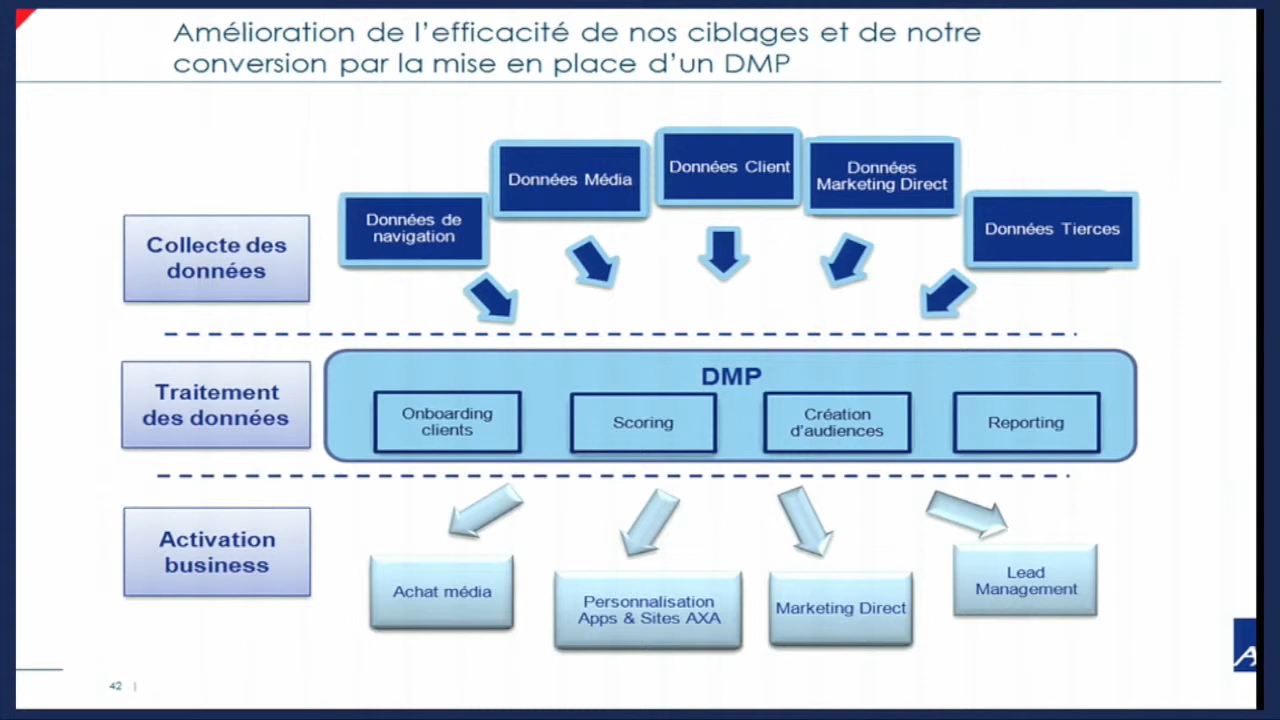 Amélioration de l'efficacité de nos ciblages et de notre
conversion par la mise en place d'un DMP
Collecte des
données
Données de
navigation
Données Média
Données Client
Données
Marketing Direct
Données Tierces
Traitement
des données
DMP
Onboarding
clients
Scoring
Création
d'audiences
Reporting
Activation
business
Achat média
Personnalisation
Apps & Sites AXA
Marketing Direct
Lead
Management
42 |
A